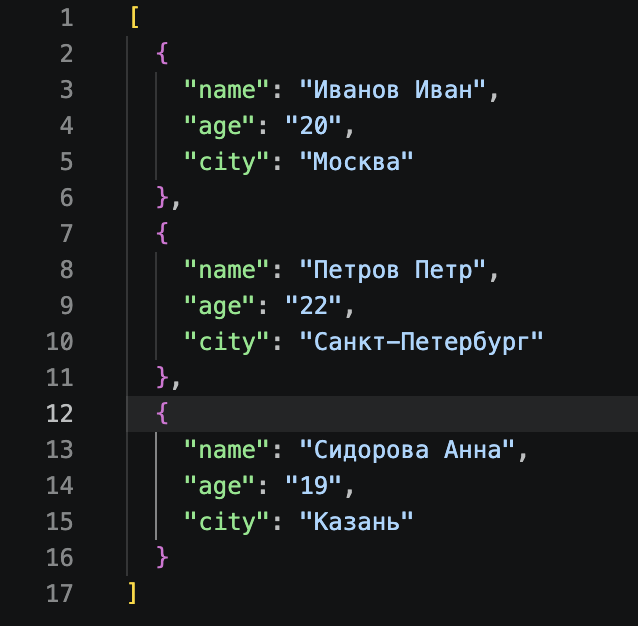 1 [
2 {
3 "name": "Иванов Иван",
4 "age": "20",
5 "city": "Москва"
6 },
7 {
8 "name": "Петров Петр",
9 "age": "22",
10 "city": "Санкт-Петербург"
11 },
12 {
13 "name": "Сидорова Анна",
14 "age": "19",
15 "city": "Казань"
16 }
17 ]